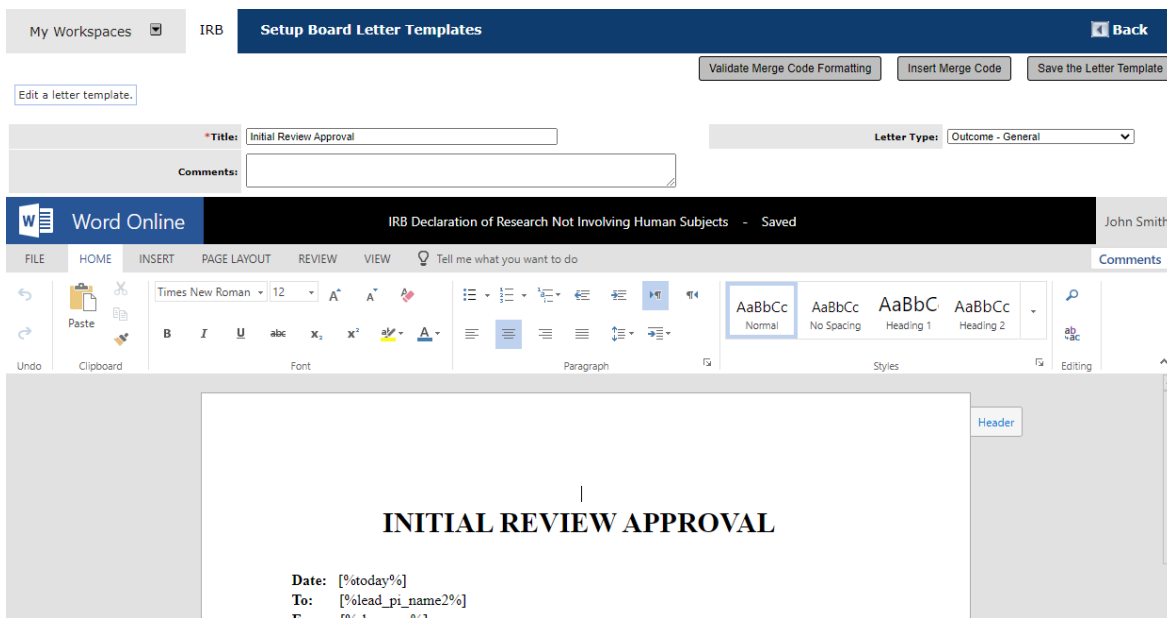 My Workspaces IRB Setup Board Letter Templates Back
Validate Merge Code Formatting Insert Merge Code Save the Letter Template
Edit a letter template.
*Title: Initial Review Approval Letter Type: Outcome - General
Comments:
Word Online IRB Declaration of Research Not Involving Human Subjects - Saved John Smith
FILE HOME INSERT PAGE LAYOUT REVIEW VIEW Tell me what you want to do Comments
Paste Times New Roman 12 A A
B I U abc x₂ x² A
AaBbCc AaBbCc AaBbC AaBbCc
Normal No Spacing Heading 1 Heading 2
Undo Clipboard Font Paragraph Styles Editing
Header
INITIAL REVIEW APPROVAL
Date: [%today%]
To: [%lead_pi_name2%]